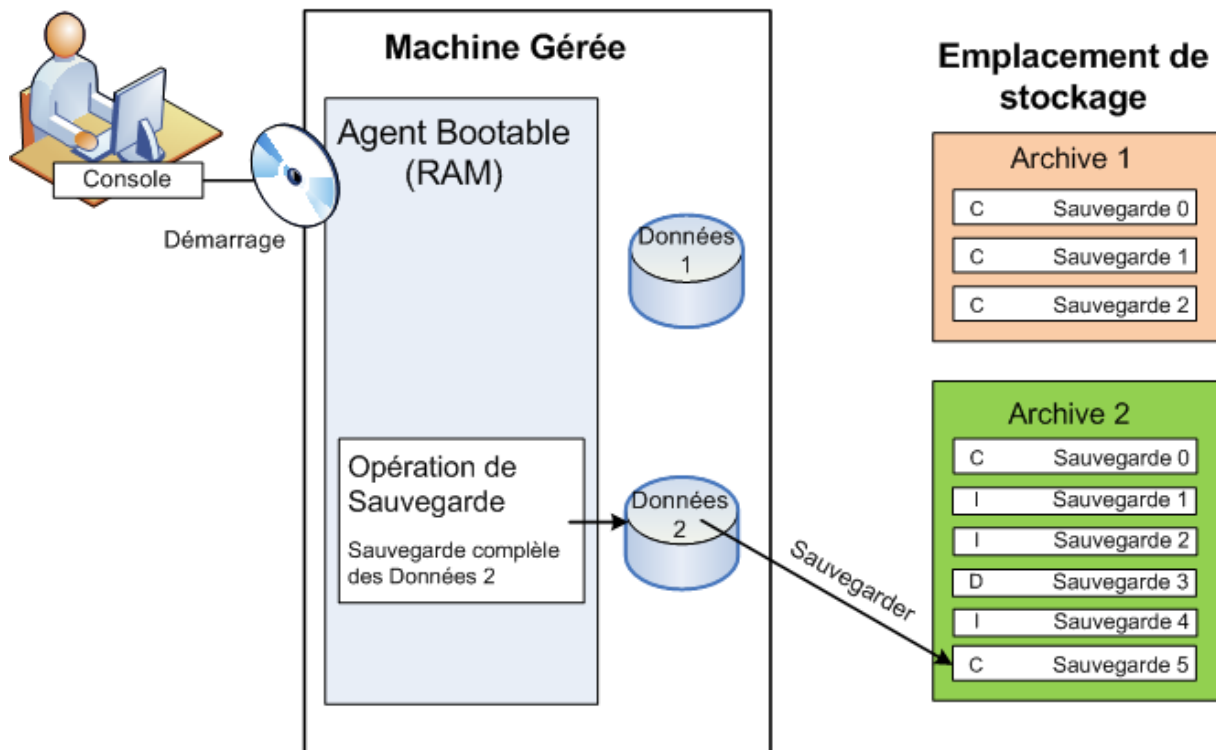 Machine Gérée
Emplacement de
stockage
Console
Démarrage
Agent Bootable
(RAM)
Données
1
Opération de
Sauvegarde
Sauvegarde complèle
des Données 2
Données
2
Sauvegarder
Archive 1
C Sauvegarde 0
C Sauvegarde 1
C Sauvegarde 2
Archive 2
C Sauvegarde 0
I Sauvegarde 1
I Sauvegarde 2
D Sauvegarde 3
I Sauvegarde 4
C Sauvegarde 5